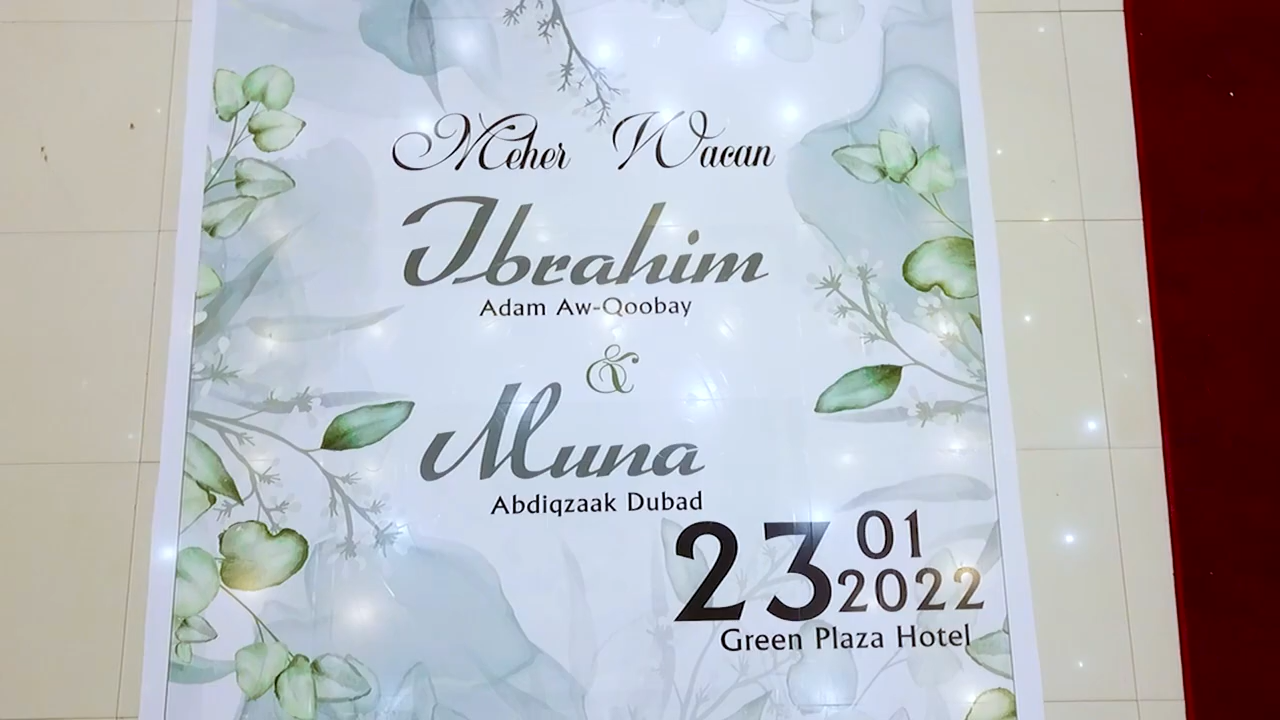 Meher Wacan
Ibrahim
Adam Aw-Qoobay
&
Muna
Abdiqzaak Dubad
23 01 2022
Green Plaza Hotel